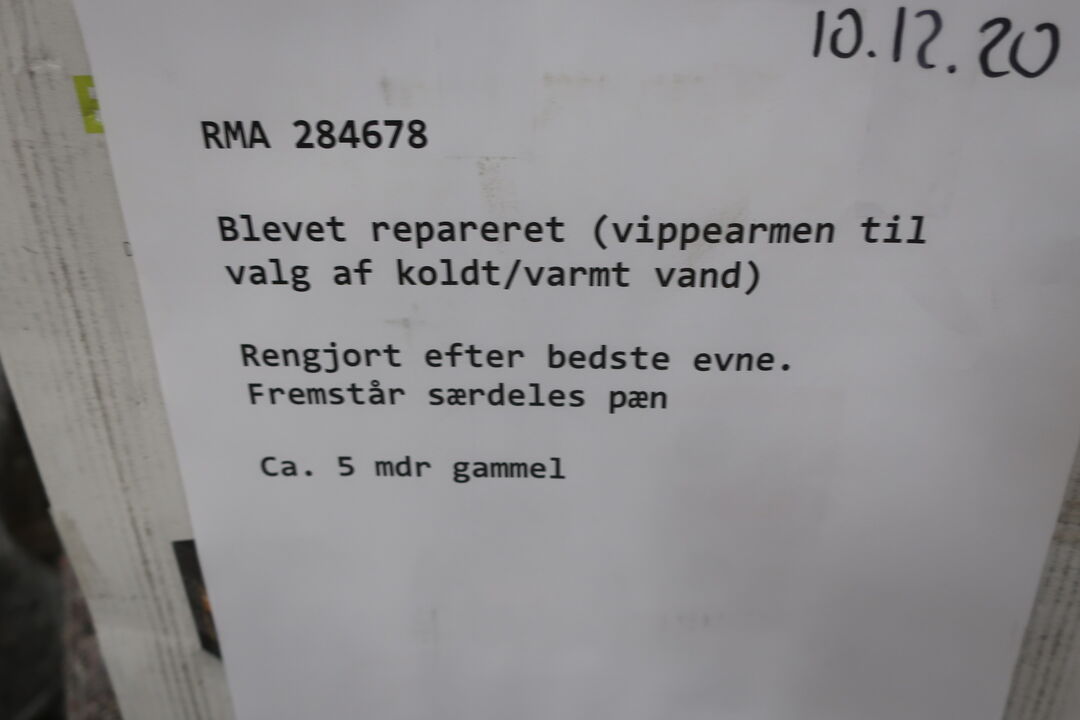 10.12.20
RMA 284678
Blevet repareret (vippearmen til
valg af koldt/varmt vand)
Rengjort efter bedste evne.
Fremstår særdeles pæn
Ca. 5 mdr gammel